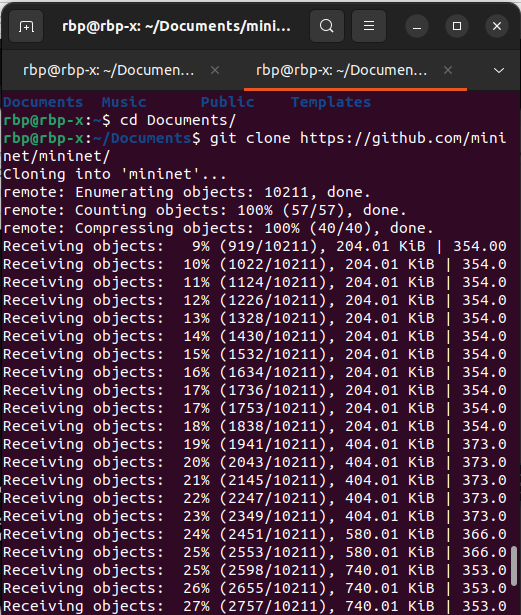 rbp@rbp-x: ~/Documents/mini...
rbp@rbp-x: ~/Documen...
rbp@rbp-x: ~/Documen...
Documents  Music      Public    Templates
rbp@rbp-x:~$ cd Documents/
rbp@rbp-x:~/Documents$ git clone https://github.com/mini
net/mininet/
Cloning into 'mininet'...
remote: Enumerating objects: 10211, done.
remote: Counting objects: 100% (57/57), done.
remote: Compressing objects: 100% (40/40), done.
Receiving objects:   9% (919/10211), 204.01 KiB | 354.00
Receiving objects:  10% (1022/10211), 204.01 KiB | 354.0
Receiving objects:  11% (1124/10211), 204.01 KiB | 354.0
Receiving objects:  12% (1226/10211), 204.01 KiB | 354.0
Receiving objects:  13% (1328/10211), 204.01 KiB | 354.0
Receiving objects:  14% (1430/10211), 204.01 KiB | 354.0
Receiving objects:  15% (1532/10211), 204.01 KiB | 354.0
Receiving objects:  16% (1634/10211), 204.01 KiB | 354.0
Receiving objects:  17% (1736/10211), 204.01 KiB | 354.0
Receiving objects:  17% (1753/10211), 204.01 KiB | 354.0
Receiving objects:  18% (1838/10211), 204.01 KiB | 354.0
Receiving objects:  19% (1941/10211), 404.01 KiB | 373.0
Receiving objects:  20% (2043/10211), 404.01 KiB | 373.0
Receiving objects:  21% (2145/10211), 404.01 KiB | 373.0
Receiving objects:  22% (2247/10211), 404.01 KiB | 373.0
Receiving objects:  23% (2349/10211), 404.01 KiB | 373.0
Receiving objects:  24% (2451/10211), 580.01 KiB | 366.0
Receiving objects:  25% (2553/10211), 580.01 KiB | 366.0
Receiving objects:  25% (2598/10211), 740.01 KiB | 353.0
Receiving objects:  26% (2655/10211), 740.01 KiB | 353.0
Receiving objects:  27% (2757/10211), 740.01 KiB | 353.0